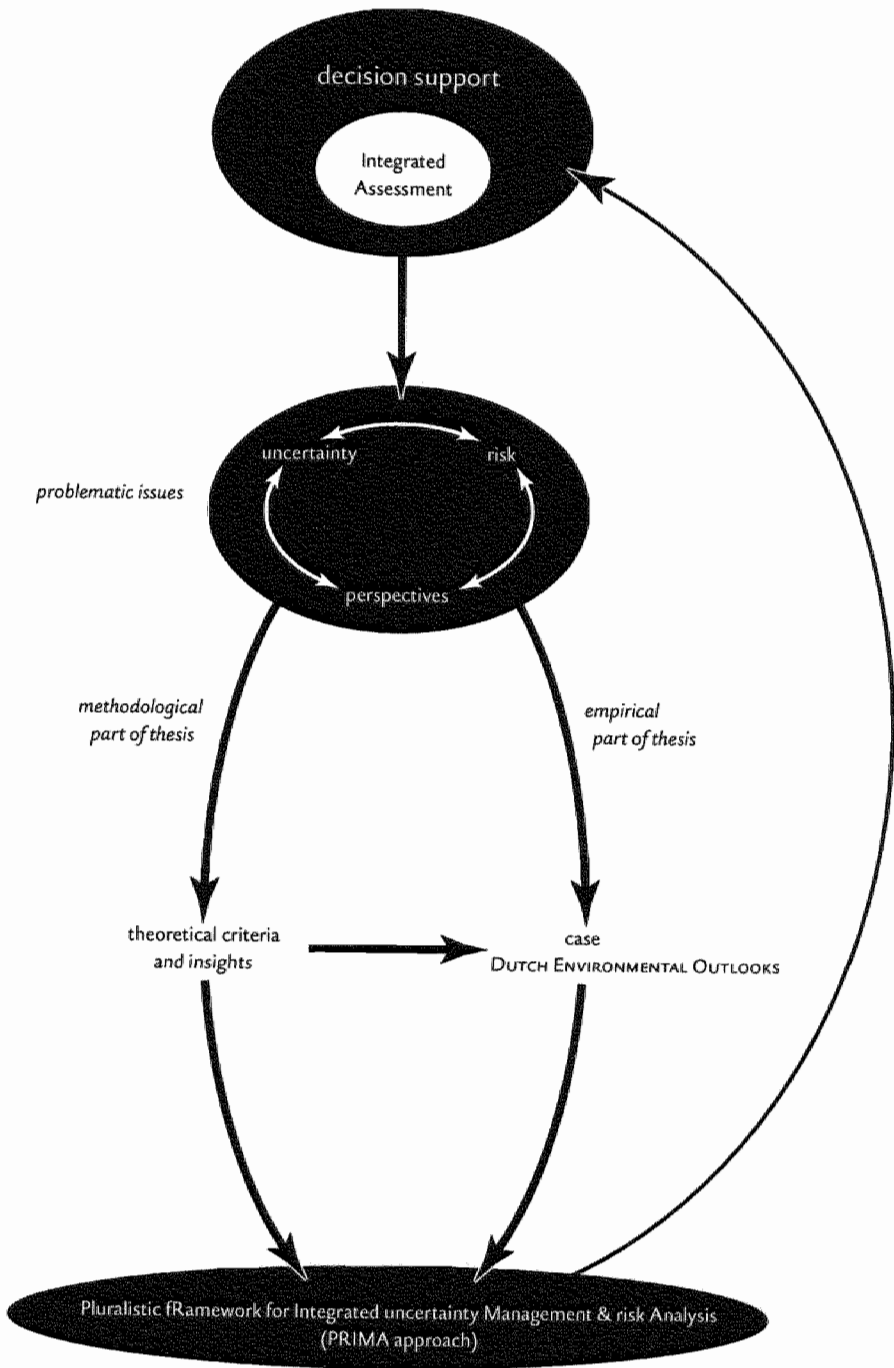 decision support
Integrated
Assessment
uncertainty
risk
problematic issues
perspectives
methodological
part of thesis
empirical
part of thesis
theoretical criteria
and insights
case
DUTCH ENVIRONMENTAL OUTLOOKS
Pluralistic fRamework for Integrated uncertainty Management & risk Analysis
(PRIMA approach)